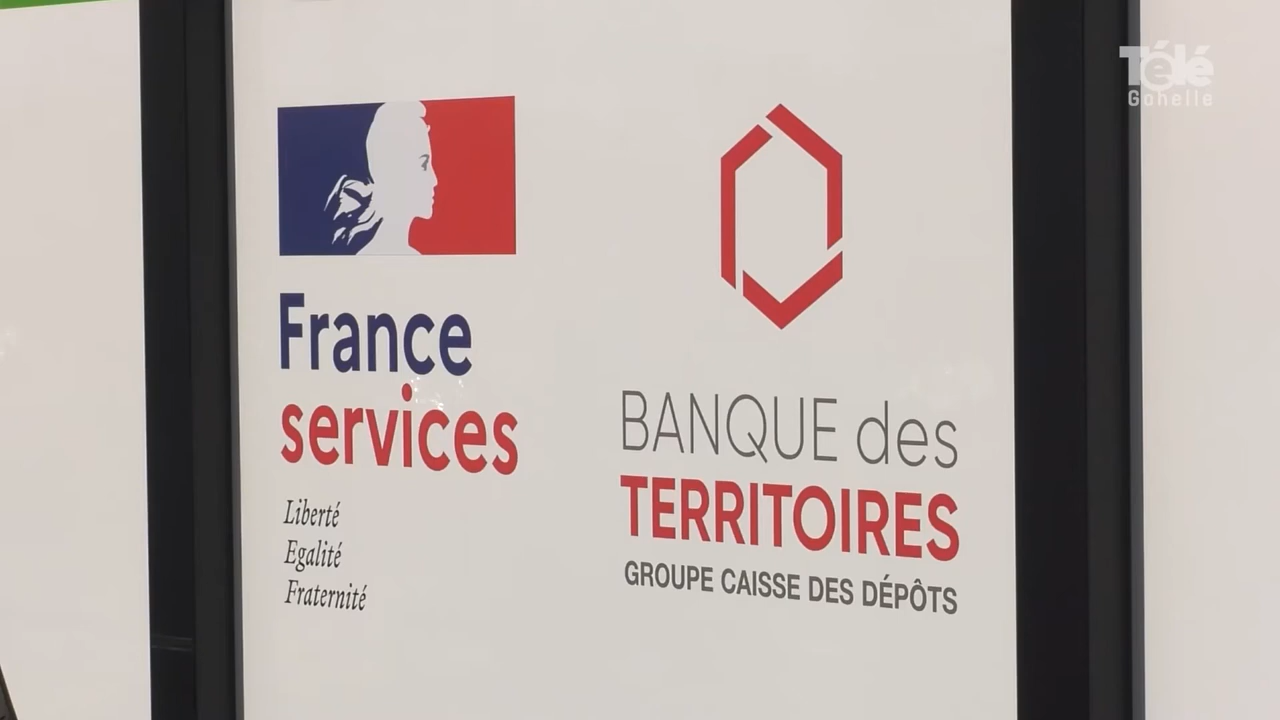 Télé
Gohelle
France
services
Liberté
Egalité
Fraternité
BANQUE des
TERRITOIRES
GROUPE CAISSE DES DÉPÔTS